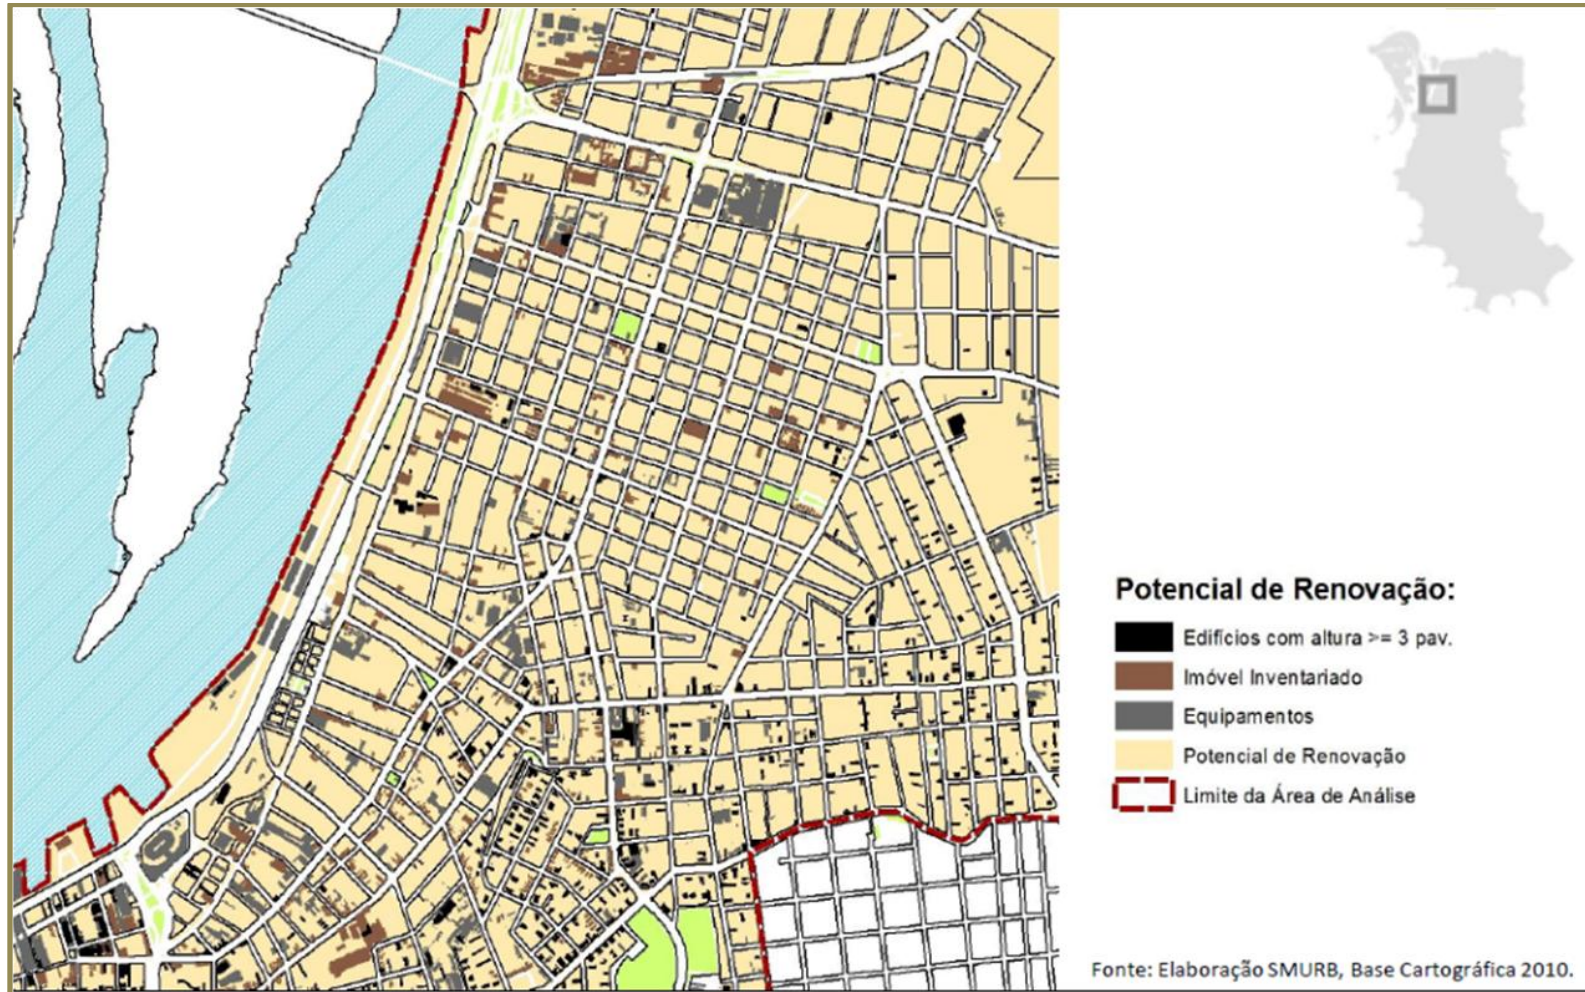 Potencial de Renovação:
Edifícios com altura >= 3 pav.
Imóvel Inventariado
Equipamentos
Potencial de Renovação
Limite da Área de Análise
Fonte: Elaboração SMURB, Base Cartográfica 2010.